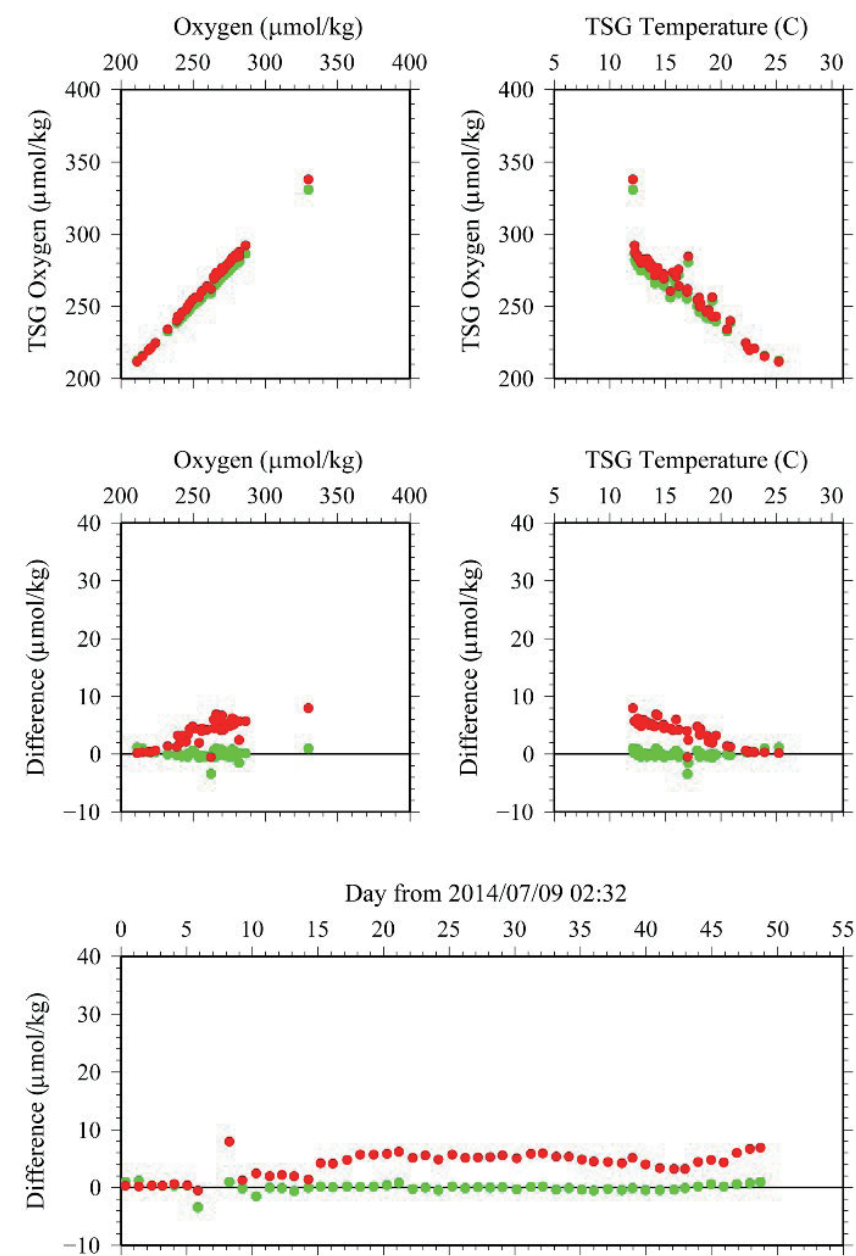 Oxygen (μmol/kg) TSG Temperature (C)
200 250 300 350 400 5 10 15 20 25 30
TSG Oxygen (μmol/kg) TSG Oxygen (μmol/kg)
400 400
350 350
300 300
250 250
200 200
Oxygen (μmol/kg) TSG Temperature (C)
200 250 300 350 400 5 10 15 20 25 30
Difference (μmol/kg) Difference (μmol/kg)
40 40
30 30
20 20
10 10
0 0
−10 −10
Day from 2014/07/09 02:32
0 5 10 15 20 25 30 35 40 45 50 55
Difference (μmol/kg)
40
30
20
10
0
−10